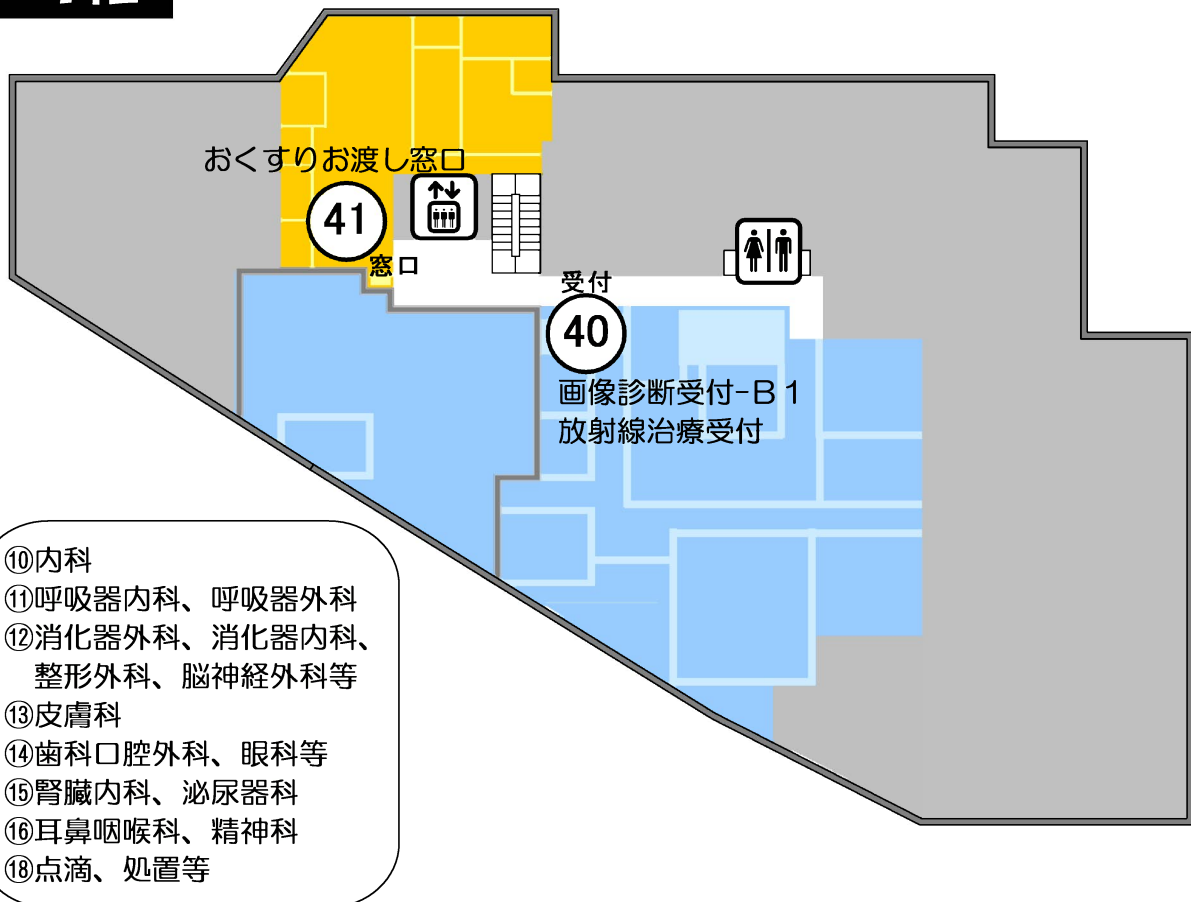 おくすりお渡し窓口
41
窓口
受付
40
画像診断受付-B1
放射線治療受付
⑩内科
⑪呼吸器内科、呼吸器外科
⑫消化器外科、消化器内科、
整形外科、脳神経外科等
⑬皮膚科
⑭歯科口腔外科、眼科等
⑮腎臓内科、泌尿器科
⑯耳鼻咽喉科、精神科
⑱点滴、処置等